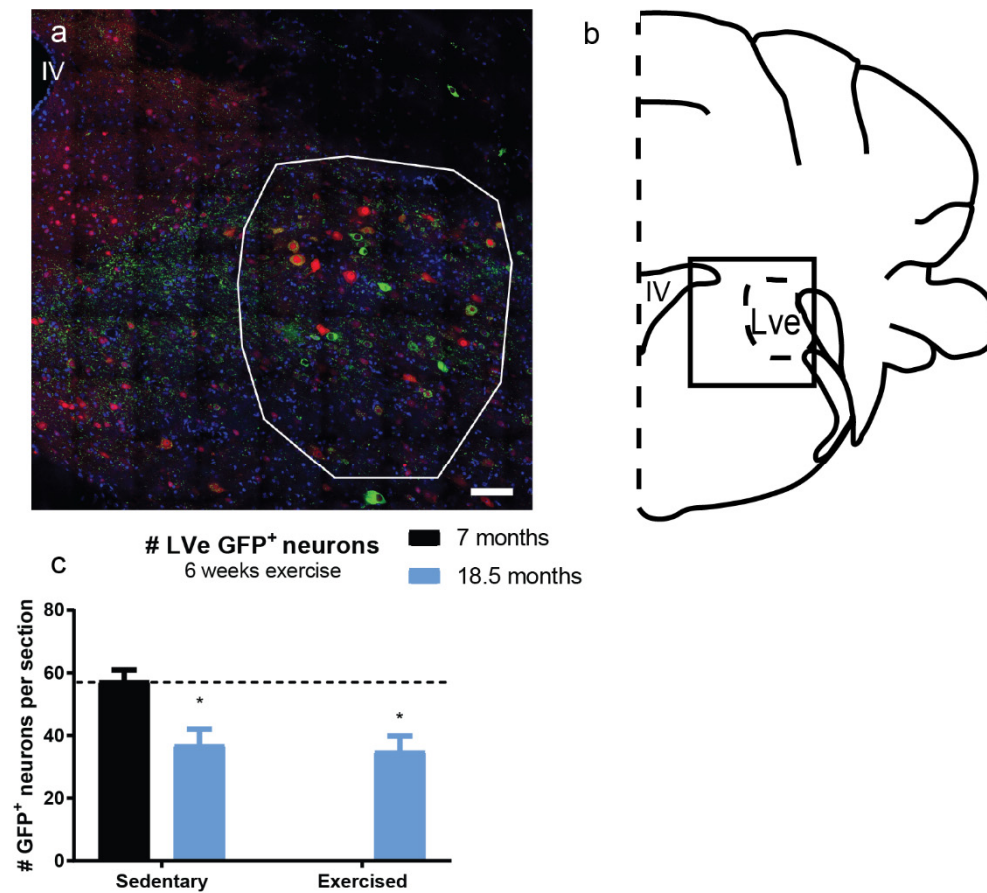 a
IV
b
IV
Lve
c
# LVe GFP⁺ neurons
6 weeks exercise
7 months
18.5 months
# GFP⁺ neurons per section
80
60
40
20
0
*
*
Sedentary
Exercised